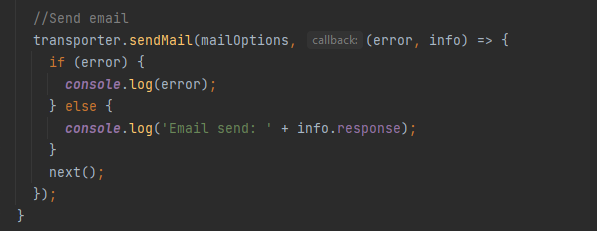 //Send email
transporter.sendMail(mailOptions, callback: (error, info) => {
if (error) {
console.log(error);
} else {
console.log('Email send: ' + info.response);
}
next();
});
}